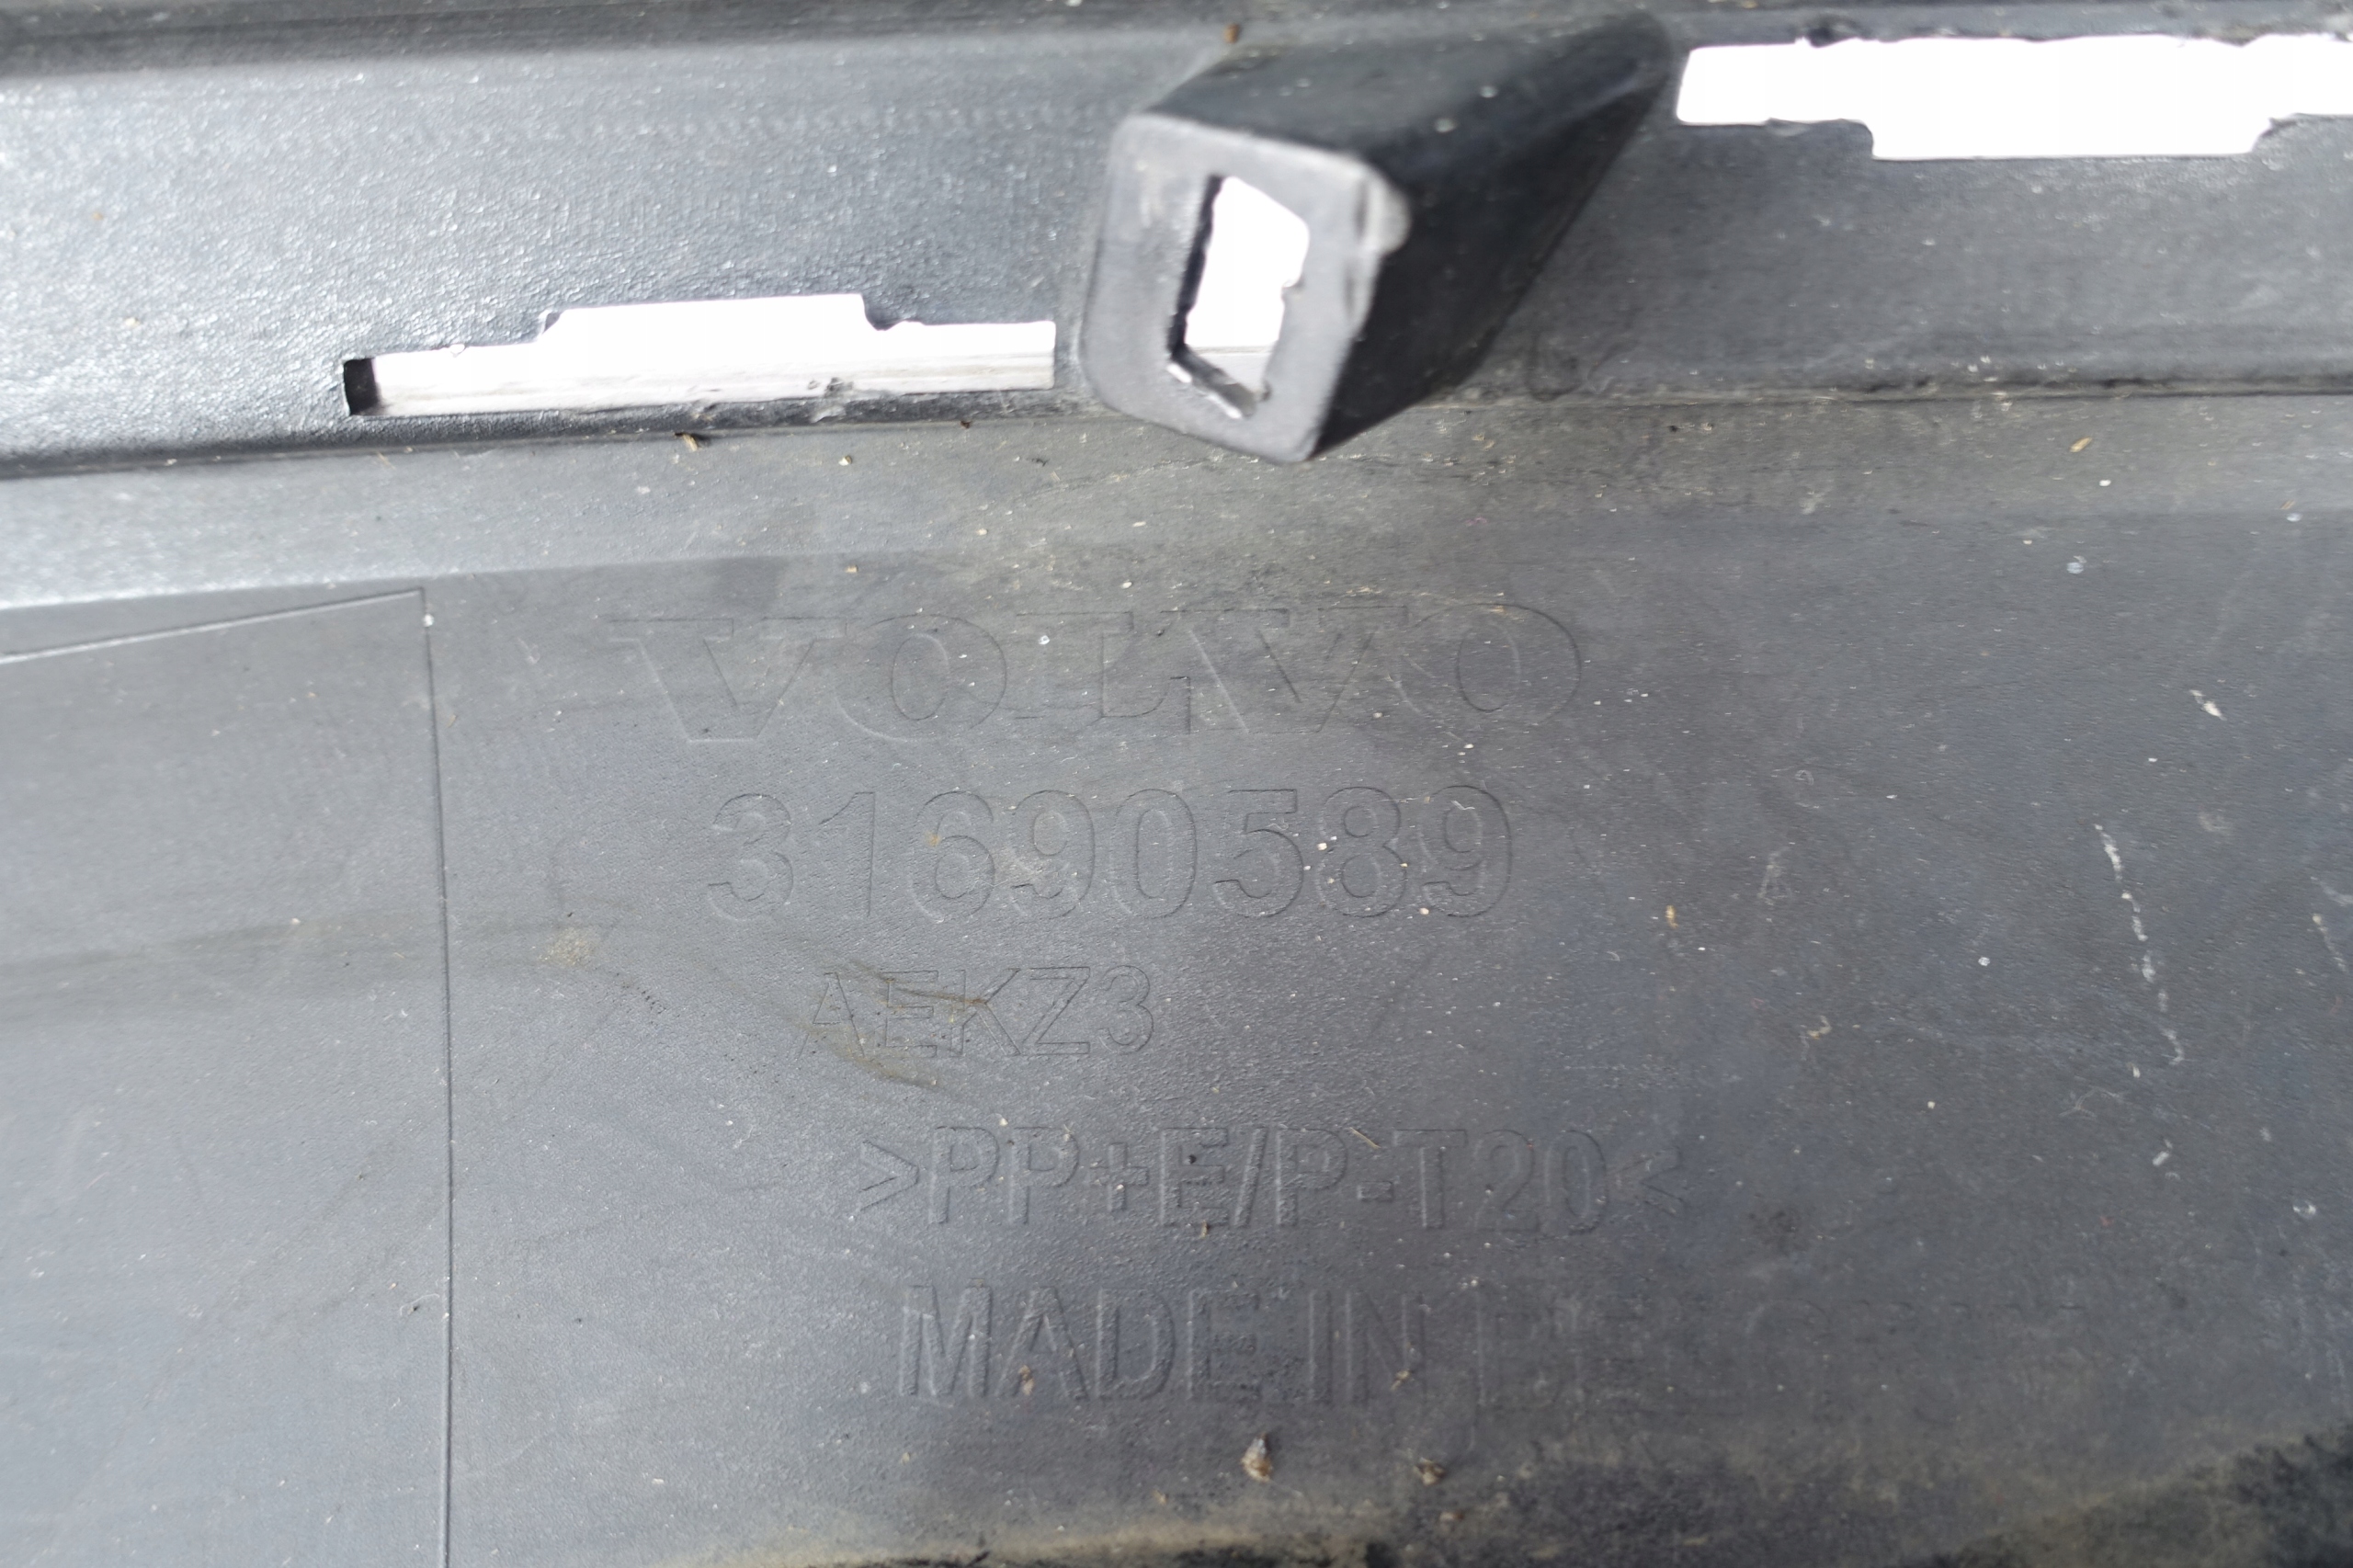 VOLVO
31690589
AEKZ3
>PP+E/P-T20<
MADE IN